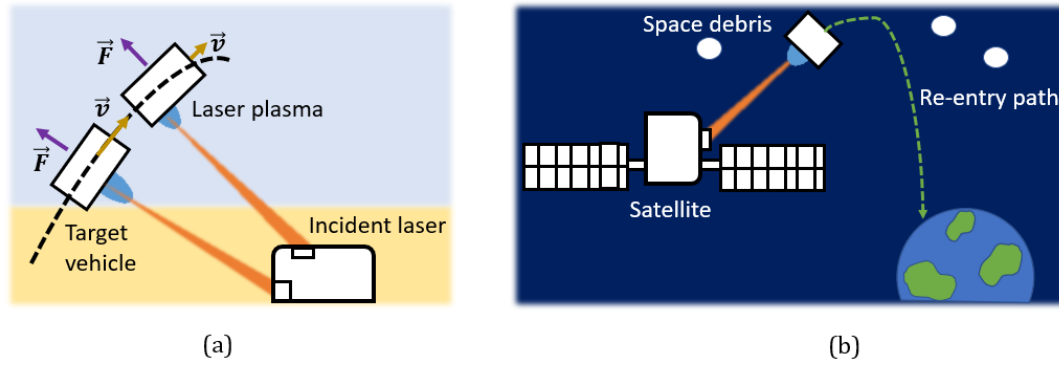 F⃗
v⃗
Laser plasma
v⃗
F⃗
Target
vehicle
Incident laser
(a)
Space debris
Re-entry path
Satellite
(b)